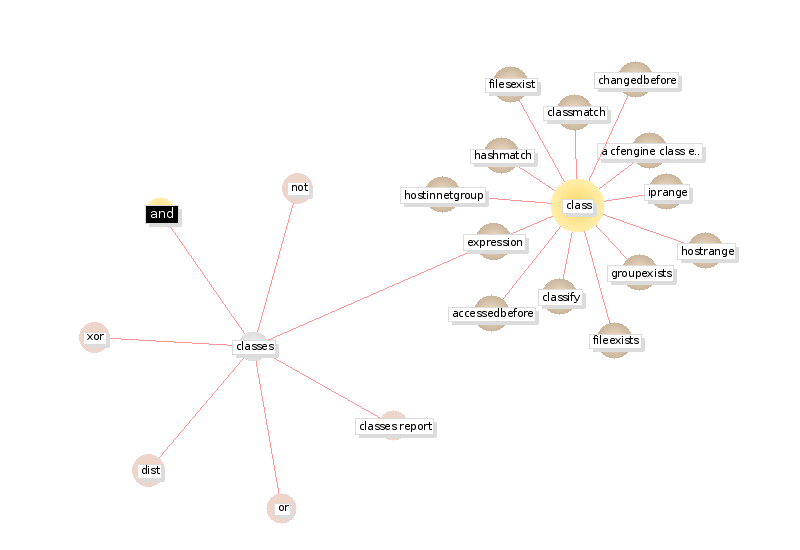 changedbefore
filesexist
classmatch
a cfengine class e..
hashmatch
not
iprange
hostinnetgroup
class
and
expression
hostrange
groupexists
classify
accessedbefore
xor
fileexists
classes
classes report
dist
or